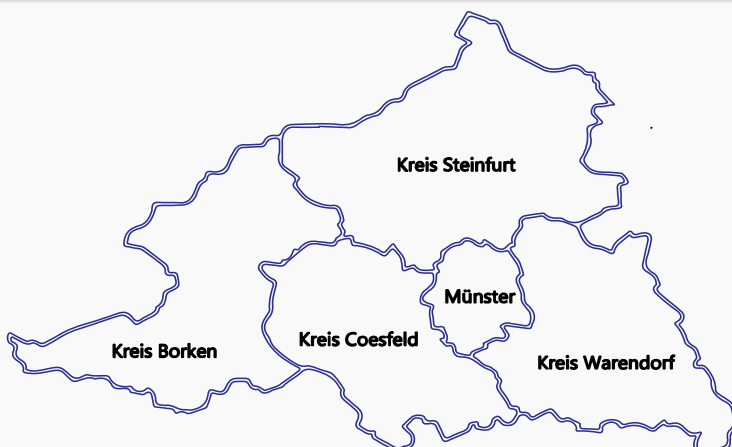 Kreis Steinfurt
Münster
Kreis Coesfeld
Kreis Borken
Kreis Warendorf